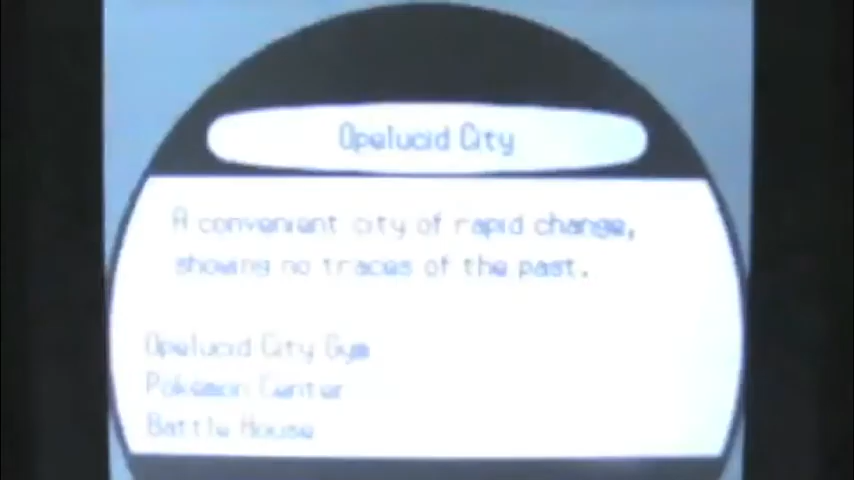 Opelucid City
A convenient city of rapid change,
showing no traces of the past.
Opelucid City Gym
Pokémon Center
Battle House